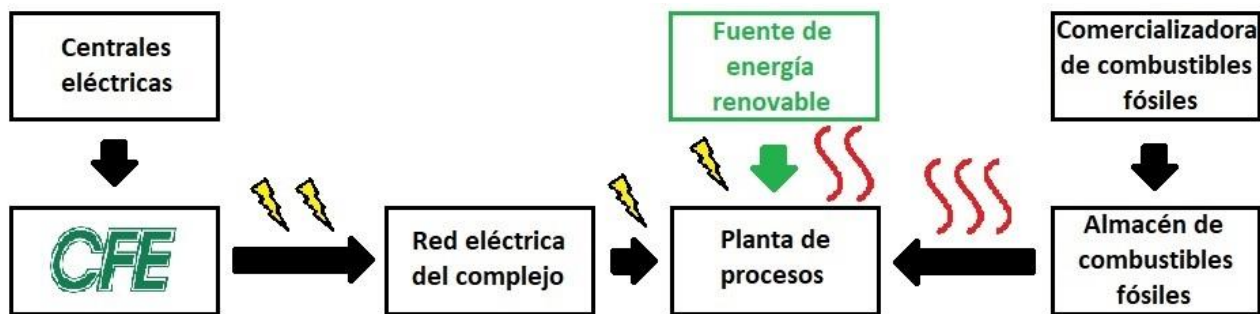 Centrales
eléctricas
Fuente de
energía
renovable
Comercializadora
de combustibles
fósiles
CFE
Red eléctrica
del complejo
Planta de
procesos
Almacén de
combustibles
fósiles